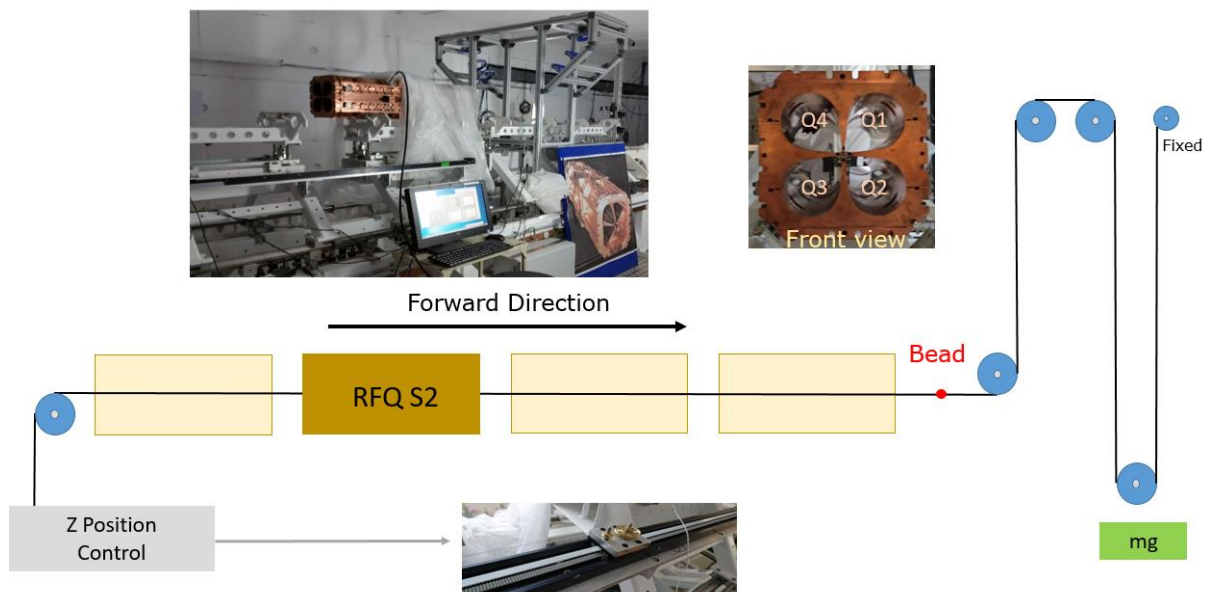 Q4
Q1
Q3
Q2
Front view
Fixed
Forward Direction
Bead
RFQ S2
Z Position
Control
mg